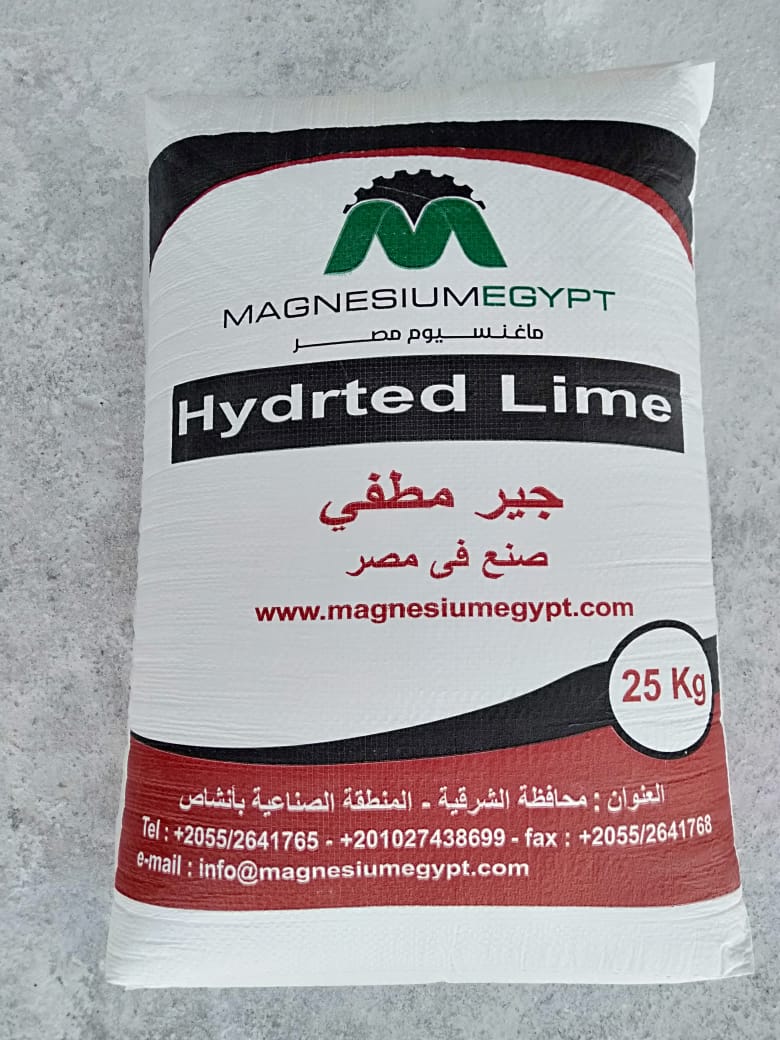 MAGNESIUMEGYPT
ماغنسيوم مصر
Hydrted Lime
جير مطفي
صنع فى مصر
www.magnesiumegypt.com
25 Kg
العنوان : محافظة الشرقية - المنطقة الصناعية بأنشاص
Tel : +2055/2641765 - +201027438699 - fax : +2055/2641768
e-mail : info@magnesiumegypt.com